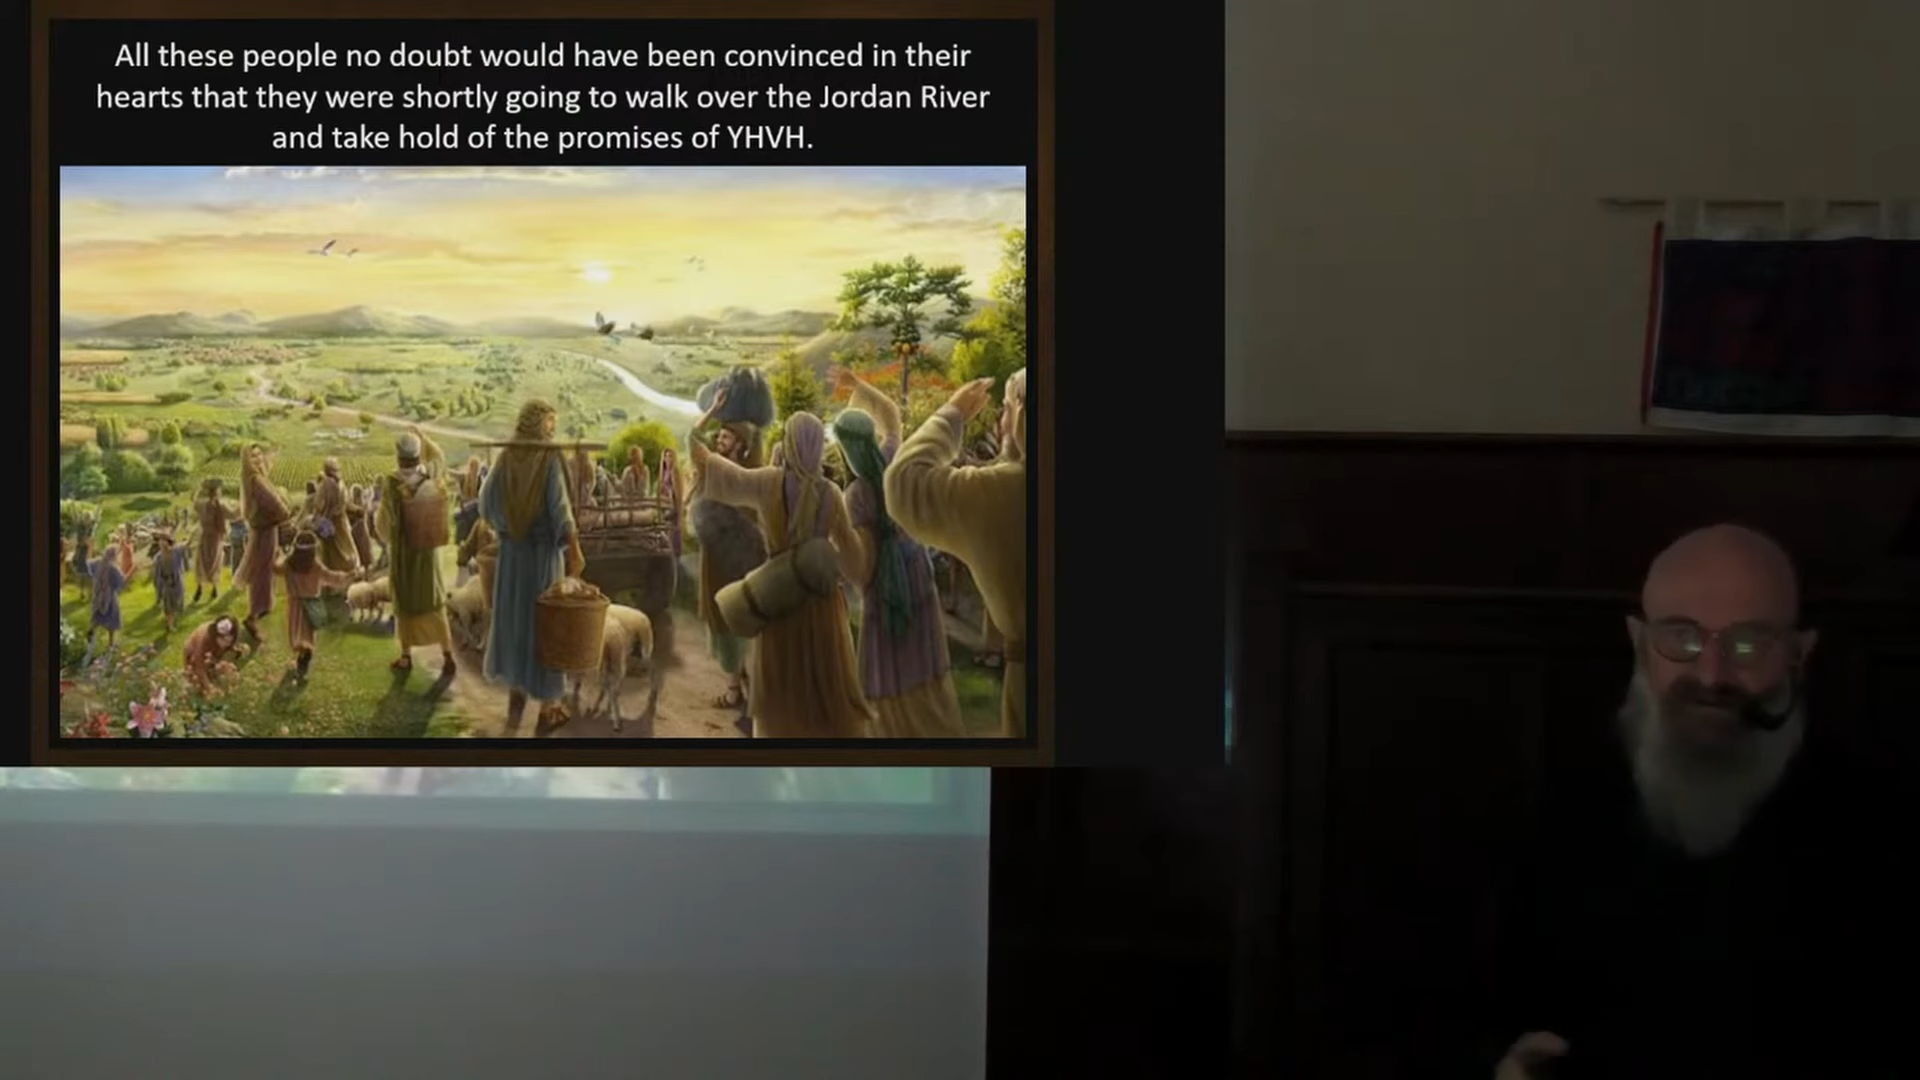 All these people no doubt would have been convinced in their
hearts that they were shortly going to walk over the Jordan River
and take hold of the promises of YHVH.